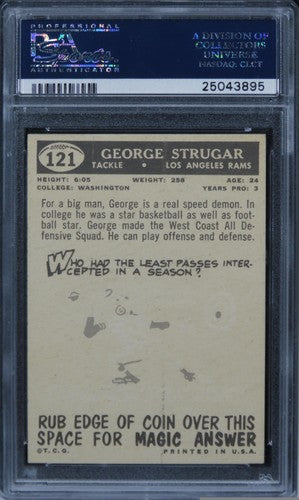 PROFESSIONAL
PSA
AUTHENTICATOR
A DIVISION OF
COLLECTORS
UNIVERSE
NASDAQ: CLCT
25043895
121
GEORGE STRUGAR
TACKLE • LOS ANGELES RAMS
HEIGHT: 6:05 WEIGHT: 258 AGE: 24
COLLEGE: WASHINGTON YEARS PRO: 3
For a big man, George is a real speed demon. In
college he was a star basketball as well as foot-
ball star. George made the West Coast All De-
fensive Squad. He can play offense and defense.
WHO HAD THE LEAST PASSES INTER-
CEPTED IN A SEASON?
RUB EDGE OF COIN OVER THIS
SPACE FOR MAGIC ANSWER
©T.C.G. PRINTED IN U.S.A.